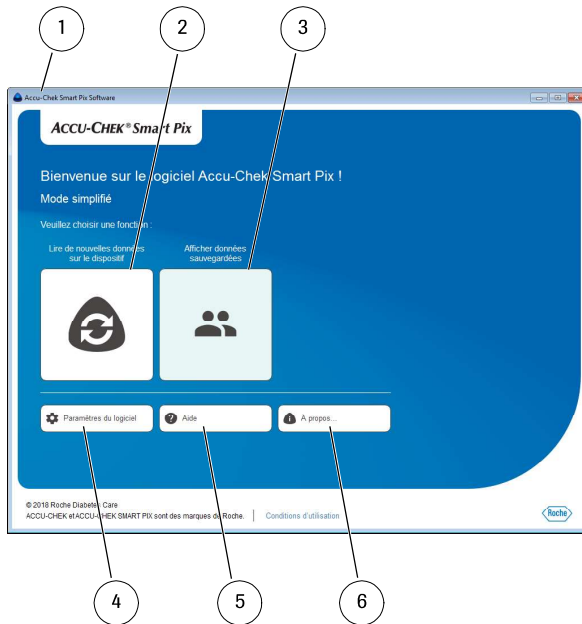 1 2 3
Accu-Chek Smart Pix Software
ACCU-CHEK® Smart Pix
Bienvenue sur le logiciel Accu-Chek Smart Pix !
Mode simplifié
Veuillez choisir une fonction :
Lire de nouvelles données
sur le dispositif
Afficher données
sauvegardées
Paramètres du logiciel
Aide
A propos...
© 2018 Roche Diabetes Care
ACCU-CHEK et ACCU-CHEK SMART PIX sont des marques de Roche. | Conditions d'utilisation
Roche
4 5 6